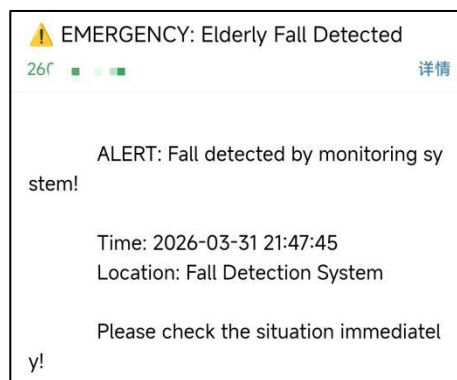 ⚠ EMERGENCY: Elderly Fall Detected
详情
ALERT: Fall detected by monitoring sy
stem!
Time: 2026-03-31 21:47:45
Location: Fall Detection System
Please check the situation immediatel
y!